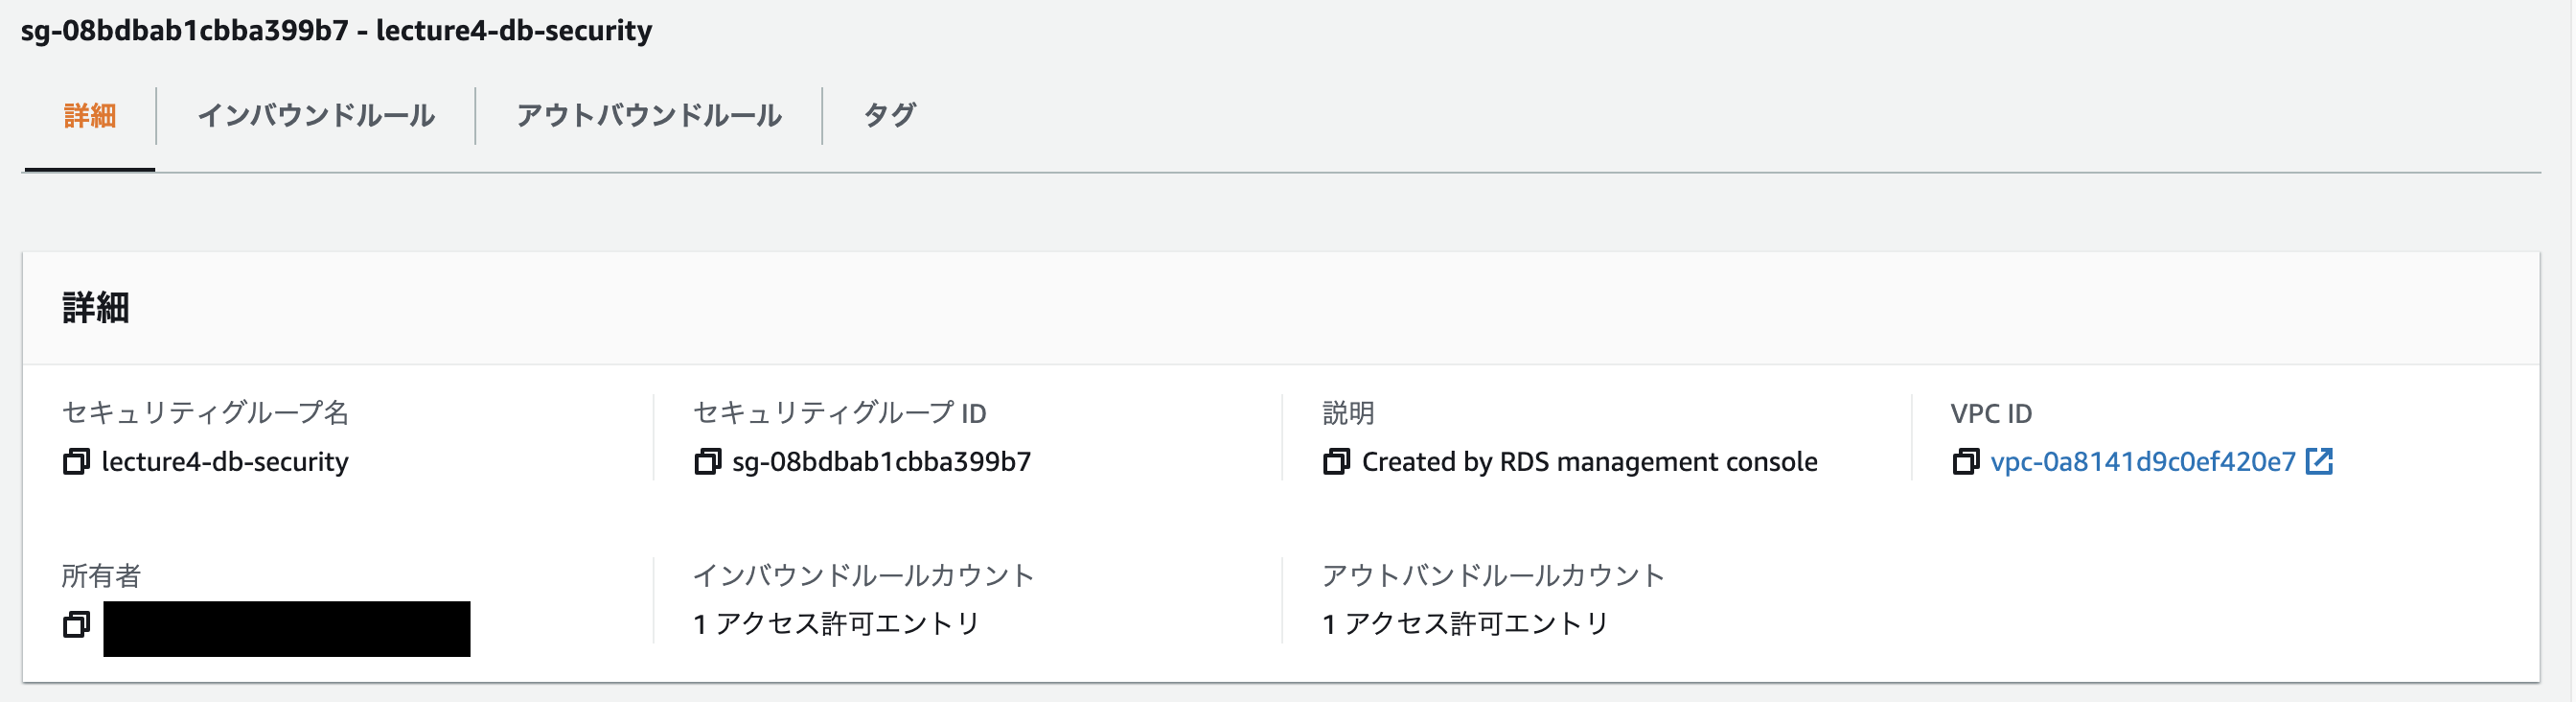 sg-08bdbab1cbba399b7 - lecture4-db-security
詳細 インバウンドルール アウトバウンドルール タグ
詳細
セキュリティグループ名 セキュリティグループ ID 説明 VPC ID
lecture4-db-security sg-08bdbab1cbba399b7 Created by RDS management console vpc-0a8141d9c0ef420e7
所有者 インバウンドルールカウント アウトバンドルールカウント
1 アクセス許可エントリ 1 アクセス許可エントリ